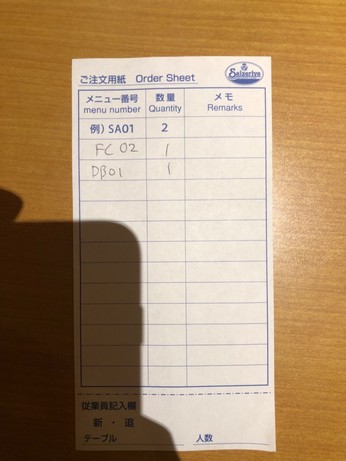 ご注文用紙 Order Sheet
Saizeriya
メニュー番号 数量 メモ
menu number Quantity Remarks
例) SA01 2
FC02 1
DB01 1
従業員記入欄
新・追
テーブル 人数